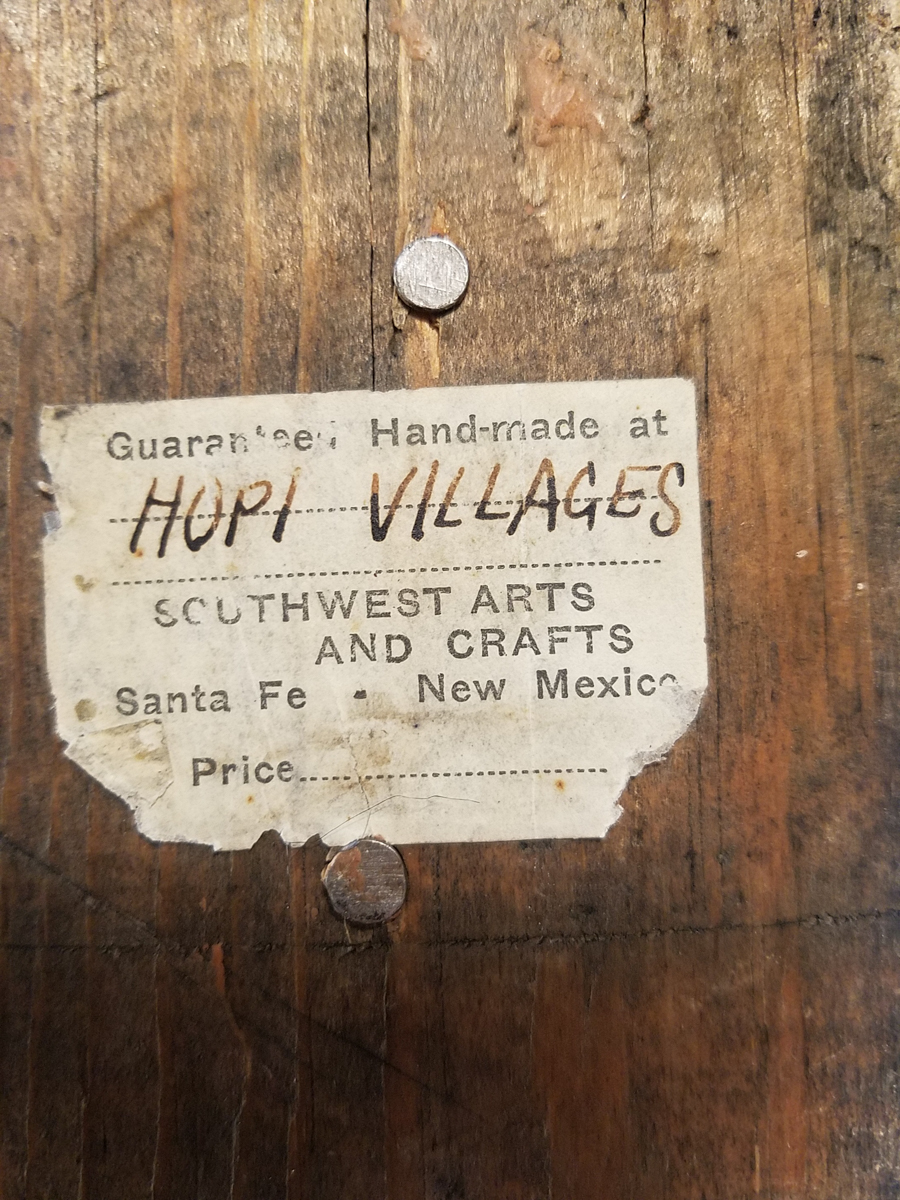 Guaranteed Hand-made at
HOPI VILLAGES
SOUTHWEST ARTS
AND CRAFTS
Santa Fe - New Mexico
Price